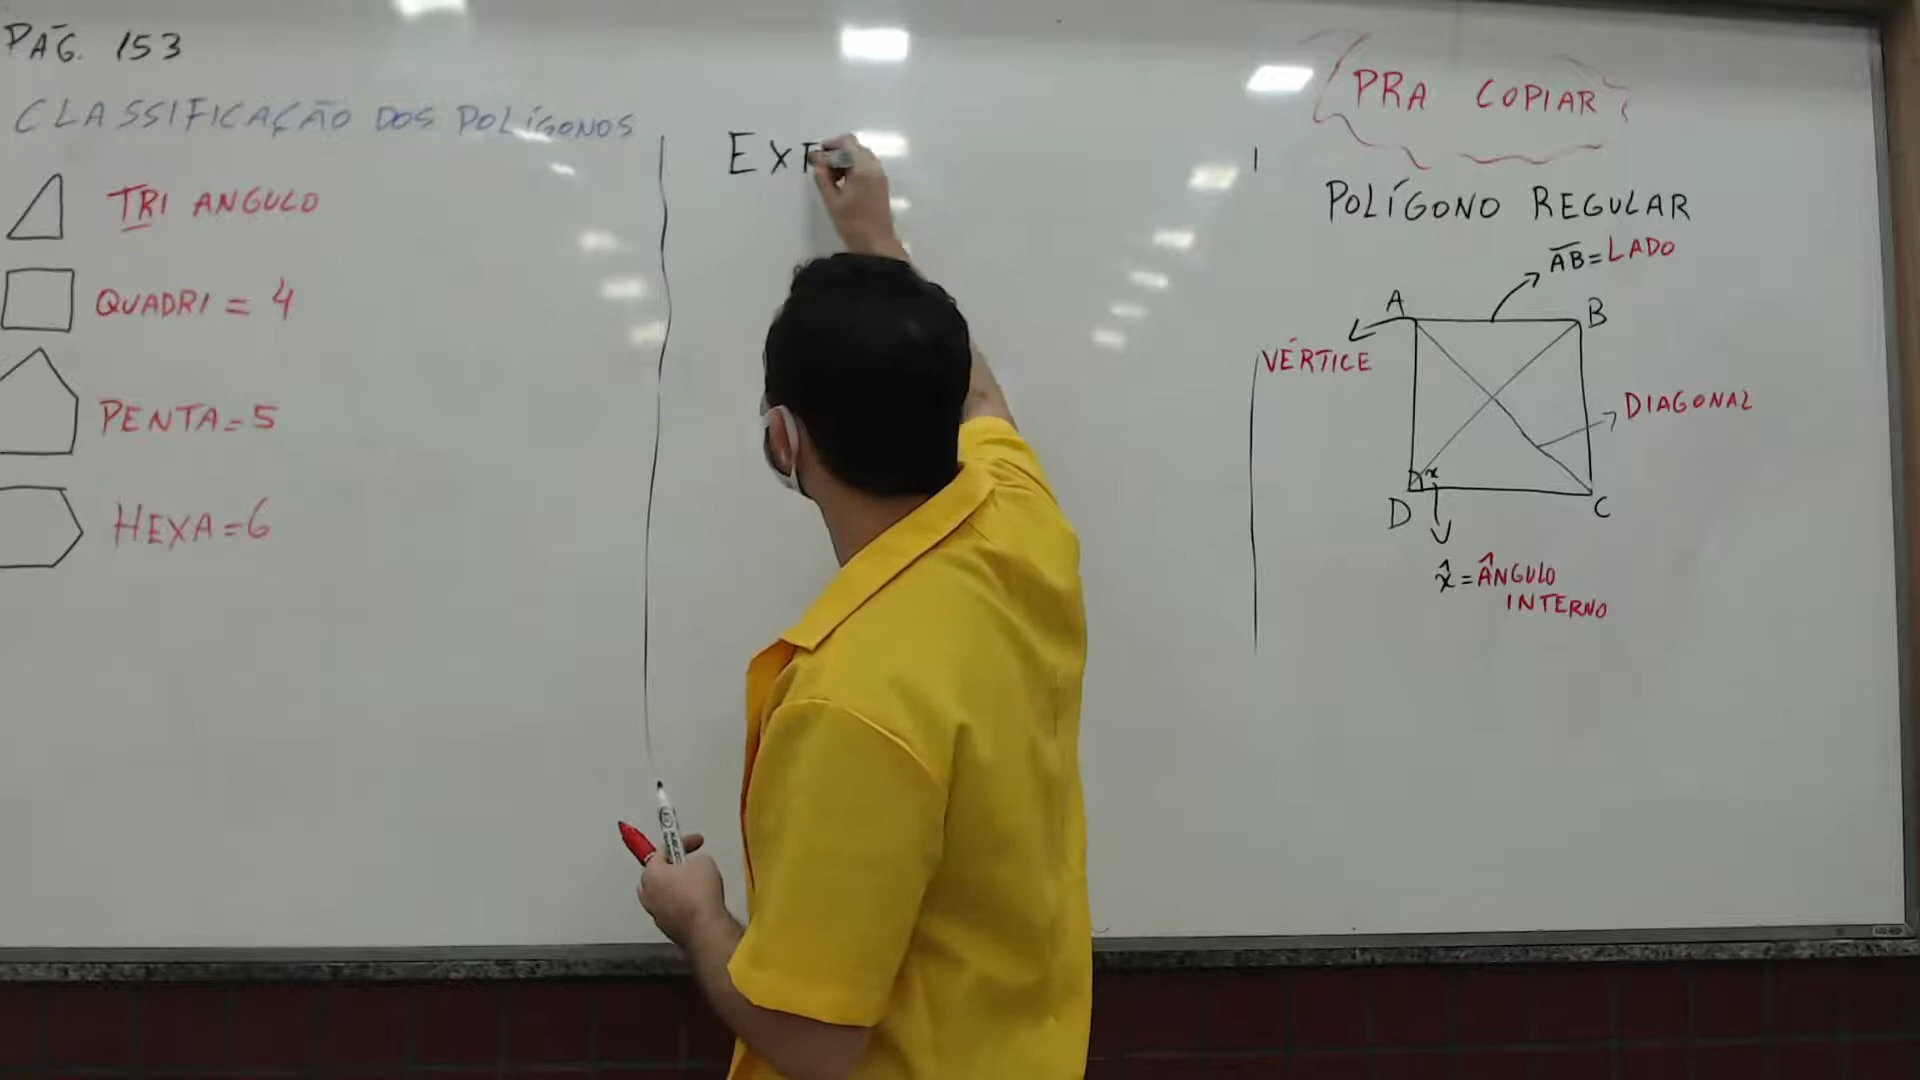 PÁG. 153
CLASSIFICAÇÃO DOS POLÍGONOS
TRI ANGULO
QUADRI = 4
PENTA = 5
HEXA = 6
EXE
PRA COPIAR
POLÍGONO REGULAR
AB = LADO
A
B
VÉRTICE
DIAGONAL
x
D
C
x̂ = ÂNGULO
INTERNO